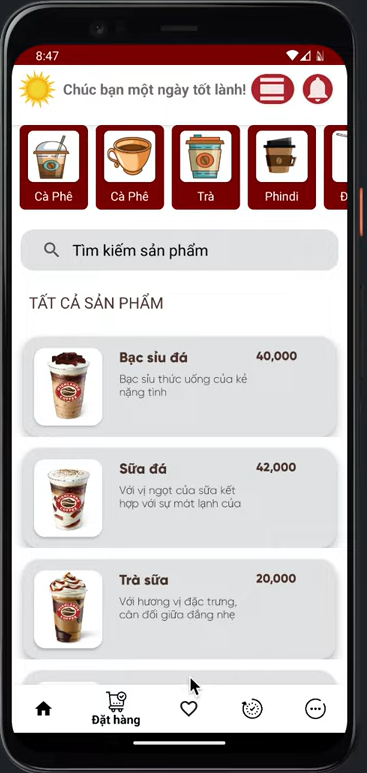 8:47
Chúc bạn một ngày tốt lành!
Cà Phê
Cà Phê
Trà
Phindi
Đ
Tìm kiếm sản phẩm
TẤT CẢ SẢN PHẨM
Bạc sỉu đá
40,000
Bạc sỉu thức uống của kẻ
nặng tình
Sữa đá
42,000
Với vị ngọt của sữa kết
hợp với sự mát lạnh của
Trà sữa
20,000
Với hương vị đặc trưng,
cân đối giữa đắng nhẹ
Đặt hàng